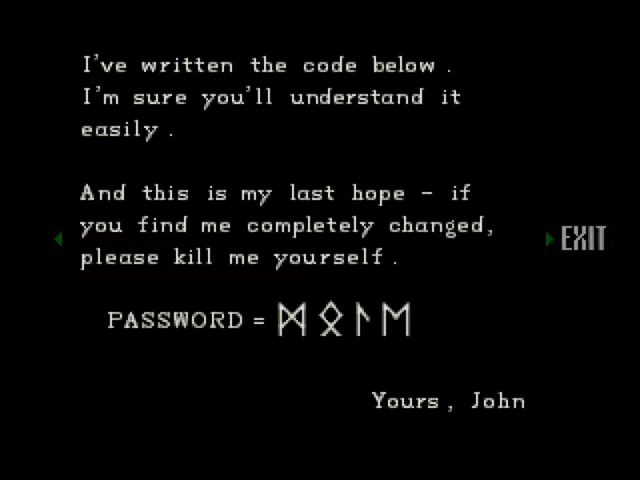 I've written the code below.
I'm sure you'll understand it
easily.
And this is my last hope - if
you find me completely changed,
please kill me yourself.
EXIT
PASSWORD = ᛞᛟᛚᛖ
Yours, John